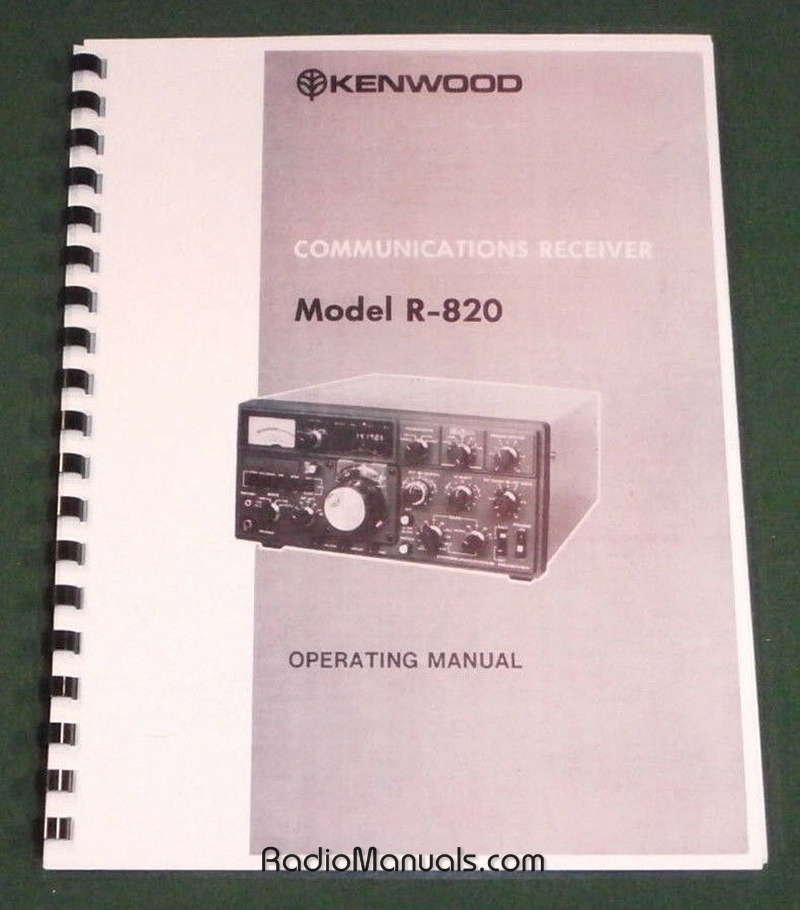 KENWOOD
COMMUNICATIONS RECEIVER
Model R-820
OPERATING MANUAL
RadioManuals.com